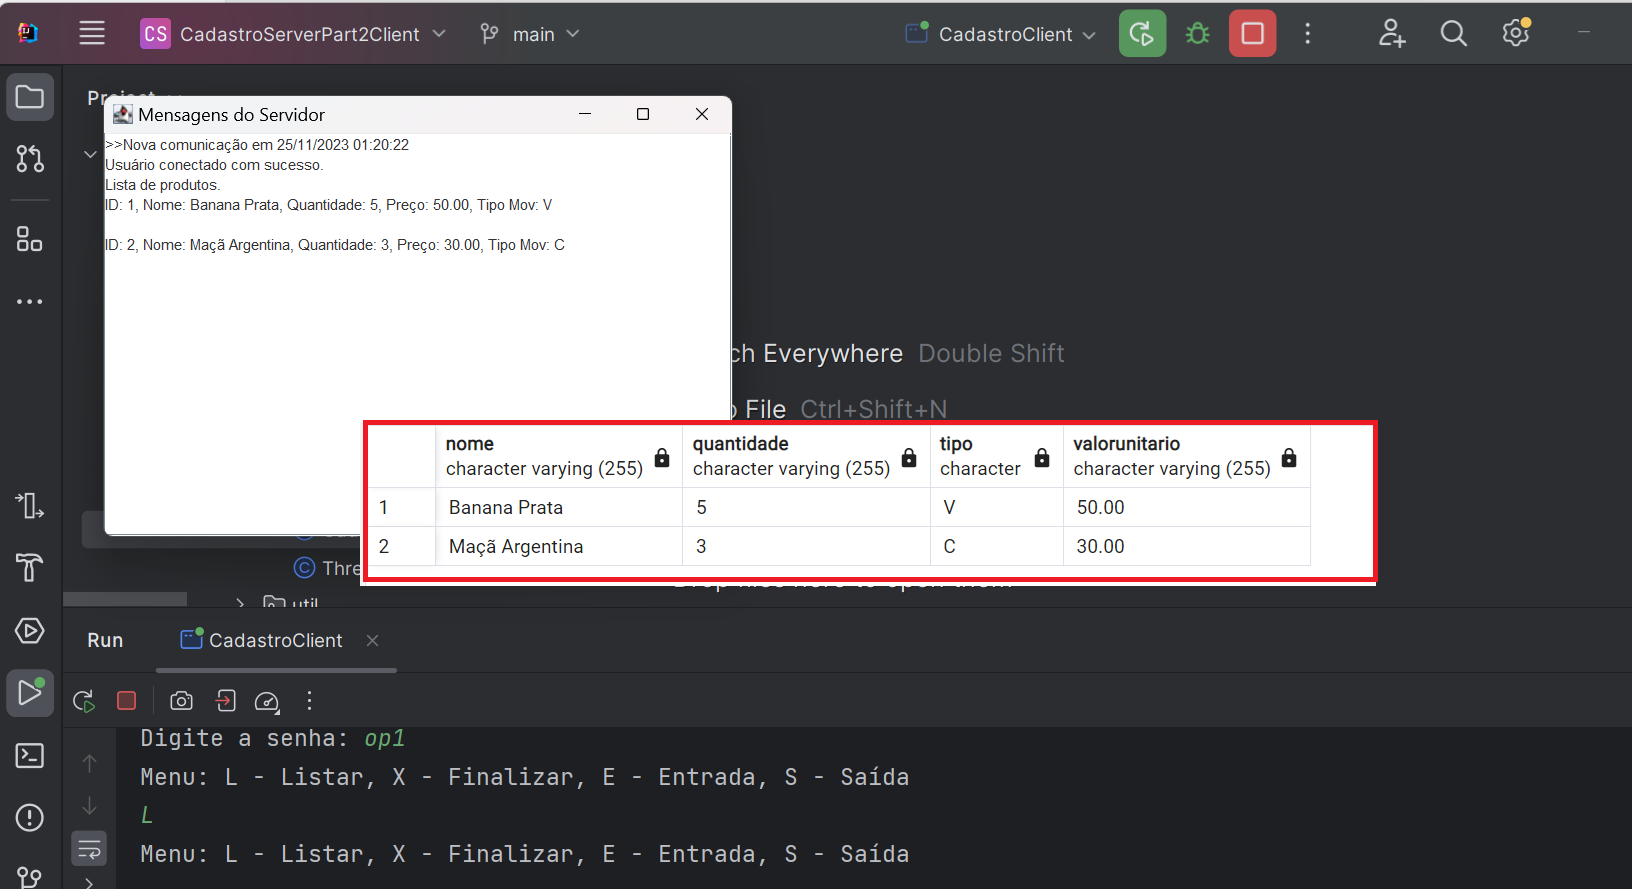 CS CadastroServerPart2Client main CadastroClient
Project
Mensagens do Servidor
>>Nova comunicação em 25/11/2023 01:20:22
Usuário conectado com sucesso.
Lista de produtos.
ID: 1, Nome: Banana Prata, Quantidade: 5, Preço: 50.00, Tipo Mov: V
ID: 2, Nome: Maçã Argentina, Quantidade: 3, Preço: 30.00, Tipo Mov: C
ch Everywhere Double Shift
File Ctrl+Shift+N
nome quantidade tipo valorunitario
character varying (255) character varying (255) character character varying (255)
1 Banana Prata 5 V 50.00
2 Maçã Argentina 3 C 30.00
Thre
util
Run CadastroClient
Digite a senha: op1
Menu: L - Listar, X - Finalizar, E - Entrada, S - Saída
L
Menu: L - Listar, X - Finalizar, E - Entrada, S - Saída